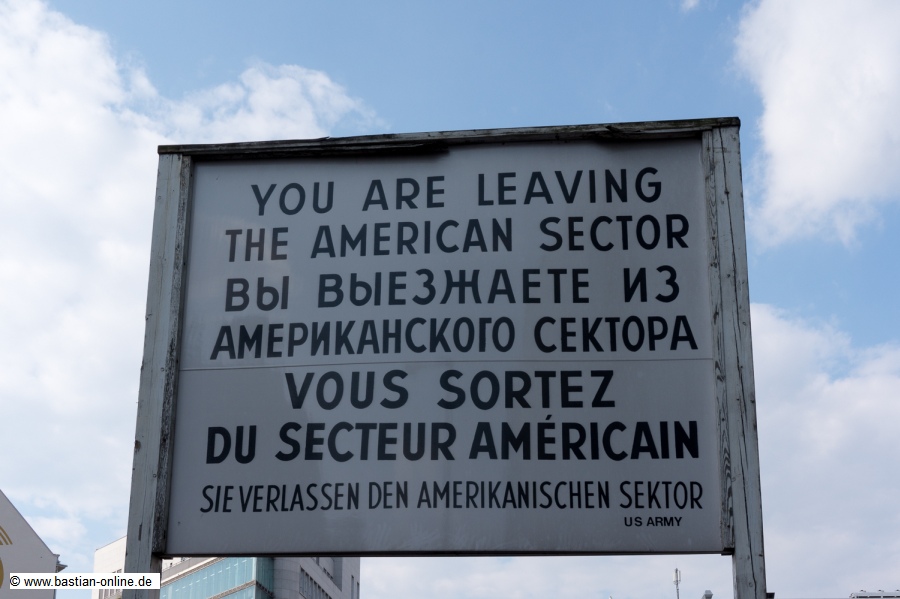 YOU ARE LEAVING
THE AMERICAN SECTOR
ВЫ ВЫЕЗЖАЕТЕ ИЗ
АМЕРИКАНСКОГО СЕКТОРА
VOUS SORTEZ
DU SECTEUR AMÉRICAIN
SIE VERLASSEN DEN AMERIKANISCHEN SEKTOR
US ARMY
© www.bastian-online.de